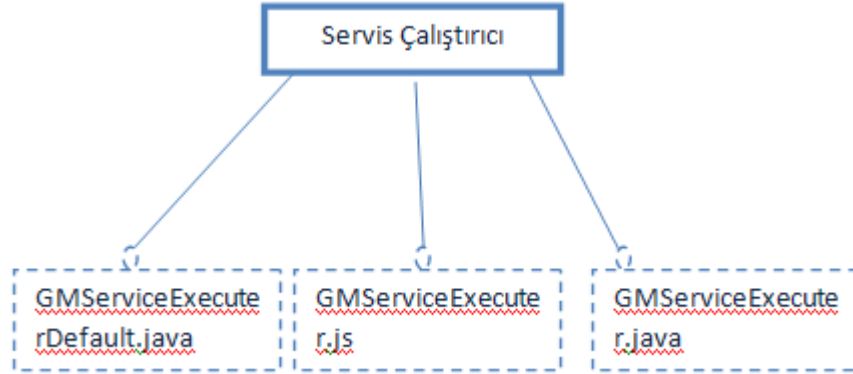 Servis Çalıştırıcı
GMServiceExecute
rDefault.java
GMServiceExecute
r.js
GMServiceExecute
r.java